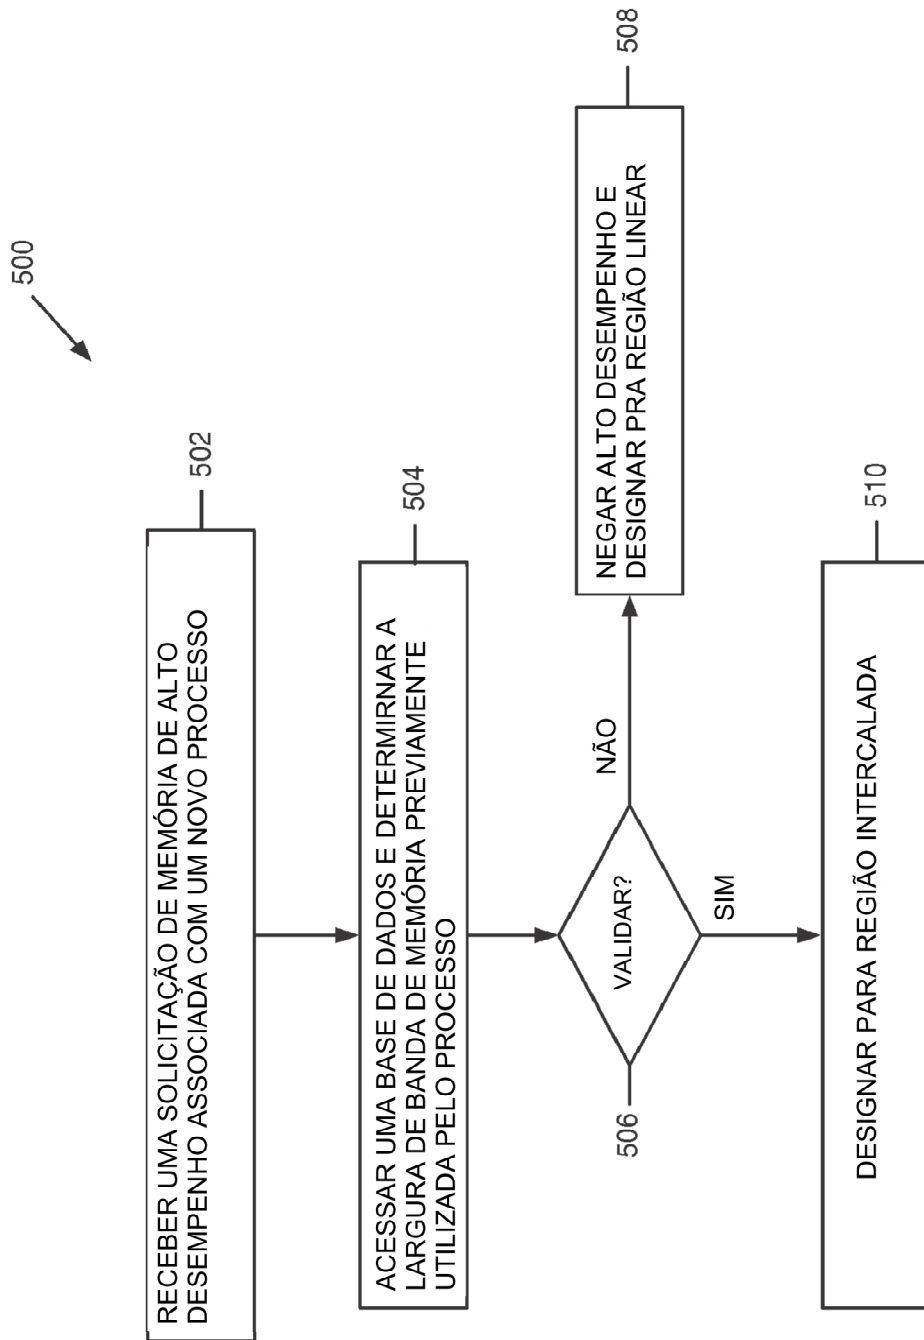 500
RECEBER UMA SOLICITAÇÃO DE MEMÓRIA DE ALTO
DESEMPENHO ASSOCIADA COM UM NOVO PROCESSO
502
ACESSAR UMA BASE DE DADOS E DETERMIRNAR A
LARGURA DE BANDA DE MEMÓRIA PREVIAMENTE
UTILIZADA PELO PROCESSO
504
VALIDAR?
506
NÃO
NEGAR ALTO DESEMPENHO E
DESIGNAR PRA REGIÃO LINEAR
508
SIM
DESIGNAR PARA REGIÃO INTERCALADA
510